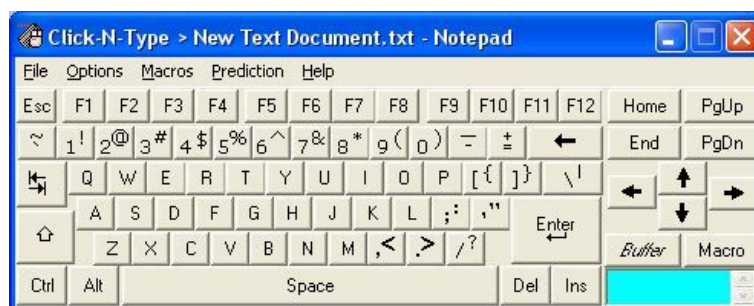 Click-N-Type > New Text Document.txt - Notepad
File Options Macros Prediction Help
Esc F1 F2 F3 F4 F5 F6 F7 F8 F9 F10 F11 F12 Home PgUp
~ 1! 2@ 3# 4$ 5% 6^ 7& 8* 9( 0) - + = End PgDn
Q W E R T Y U I O P [{ ]} \|
A S D F G H J K L ;: '" Enter
Z X C V B N M ,< .> /? Buffer Macro
Ctrl Alt Space Del Ins